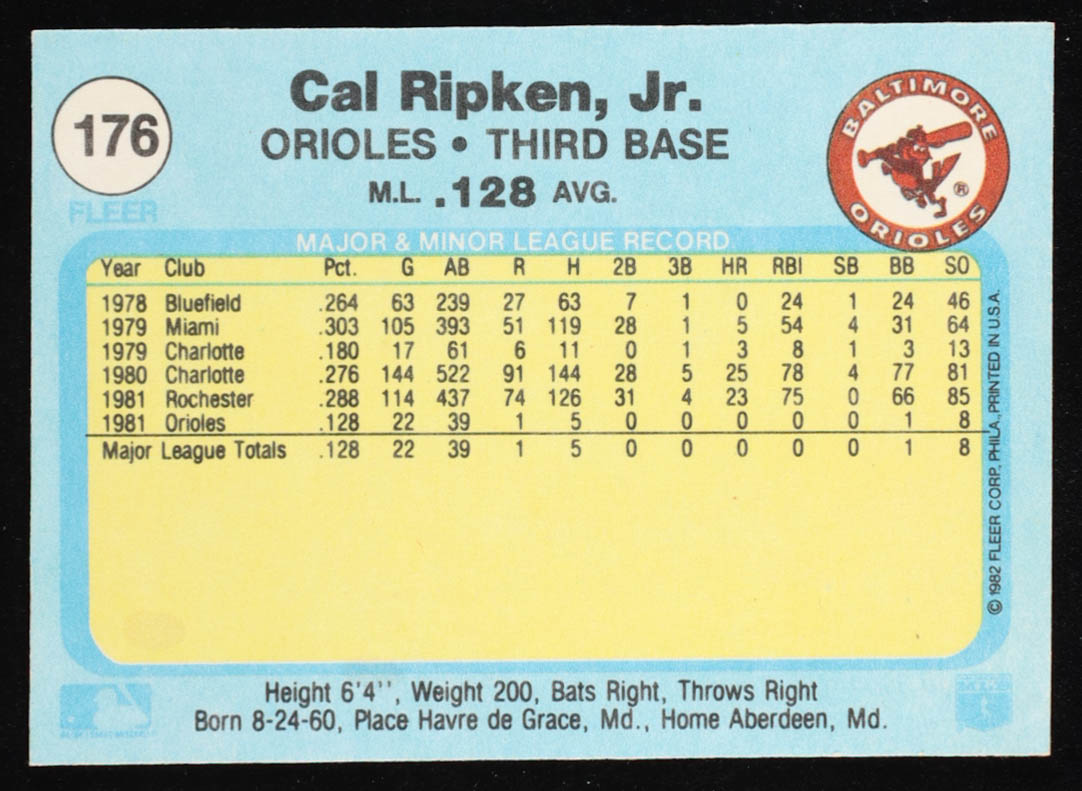 176
FLEER
Cal Ripken, Jr.
ORIOLES • THIRD BASE
M.L. .128 AVG.
BALTIMORE
ORIOLES
®
MAJOR & MINOR LEAGUE RECORD
Year Club Pct. G AB R H 2B 3B HR RBI SB BB SO
1978 Bluefield .264 63 239 27 63 7 1 0 24 1 24 46
1979 Miami .303 105 393 51 119 28 1 5 54 4 31 64
1979 Charlotte .180 17 61 6 11 0 1 3 8 1 3 13
1980 Charlotte .276 144 522 91 144 28 5 25 78 4 77 81
1981 Rochester .288 114 437 74 126 31 4 23 75 0 66 85
1981 Orioles .128 22 39 1 5 0 0 0 0 0 1 8
Major League Totals .128 22 39 1 5 0 0 0 0 0 1 8
© 1982 FLEER CORP. PHILA., PRINTED IN U.S.A.
Height 6'4'', Weight 200, Bats Right, Throws Right
Born 8-24-60, Place Havre de Grace, Md., Home Aberdeen, Md.